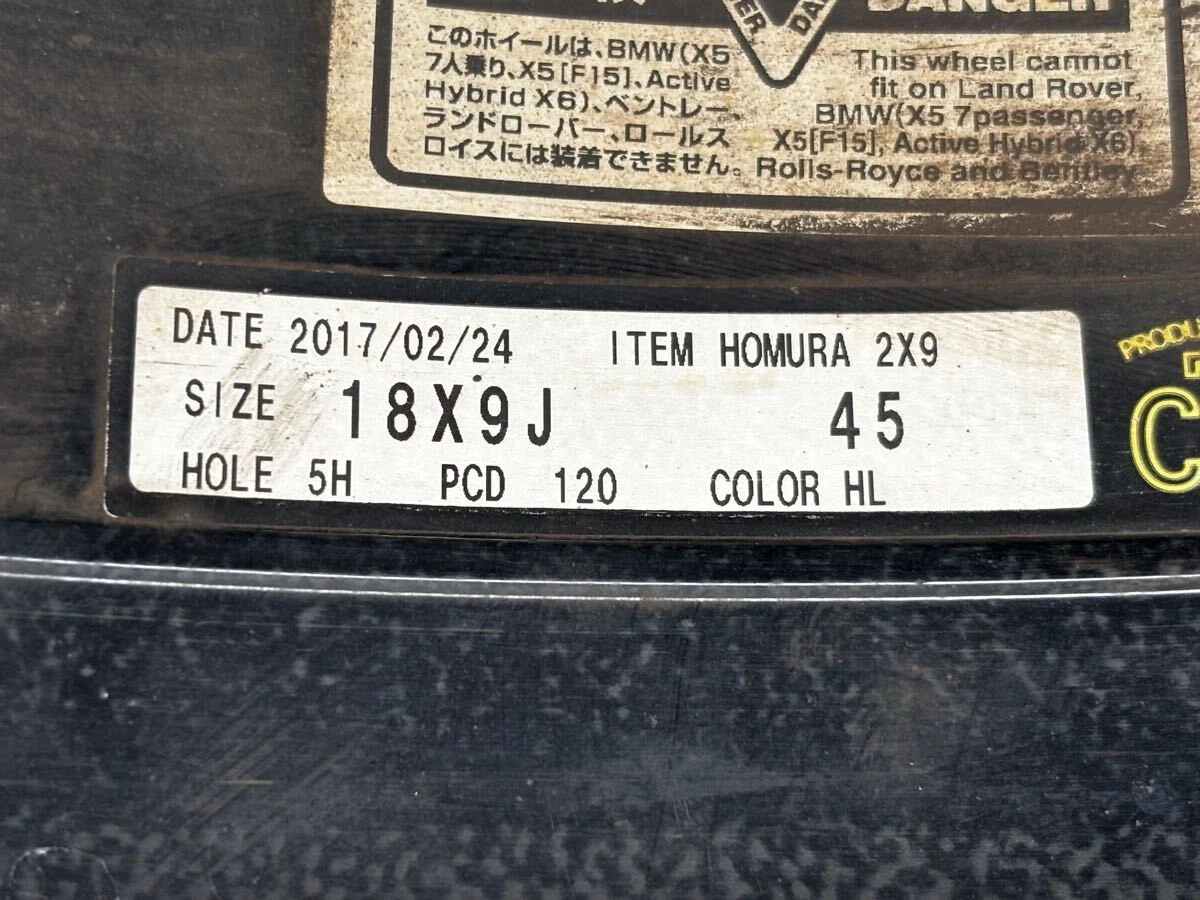 DANGER
このホイールは、BMW(X5
7人乗り、X5[F15]、Active
Hybrid X6)、ベントレー、
ランドローバー、ロールス
ロイスには装着できません。
This wheel cannot
fit on Land Rover,
BMW(X5 7passenger,
X5[F15], Active Hybrid X6),
Rolls-Royce and Bentley
DATE 2017/02/24 ITEM HOMURA 2X9
SIZE 18X9J 45
HOLE 5H PCD 120 COLOR HL